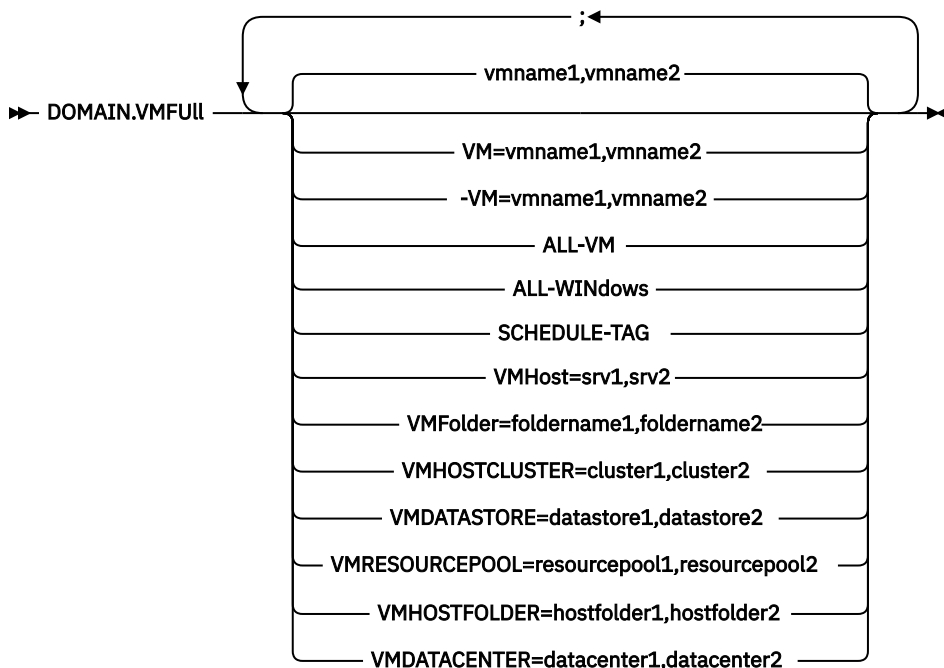 ;
vmname1,vmname2
DOMAIN.VMFUll
VM=vmname1,vmname2
-VM=vmname1,vmname2
ALL-VM
ALL-WINdows
SCHEDULE-TAG
VMHost=srv1,srv2
VMFolder=foldername1,foldername2
VMHOSTCLUSTER=cluster1,cluster2
VMDATASTORE=datastore1,datastore2
VMRESOURCEPOOL=resourcepool1,resourcepool2
VMHOSTFOLDER=hostfolder1,hostfolder2
VMDATACENTER=datacenter1,datacenter2